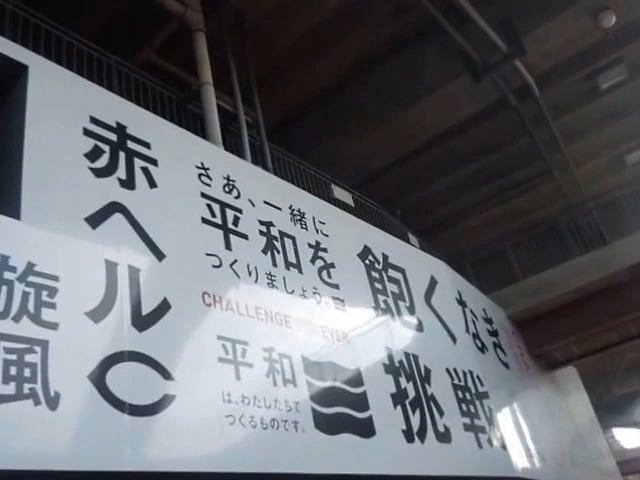 赤ヘル
旋風
さあ、一緒に
平和を
つくりましょう。
CHALLENGE
EVER.
平和
は、わたしたちで
つくるものです。
飽くなき
挑戦